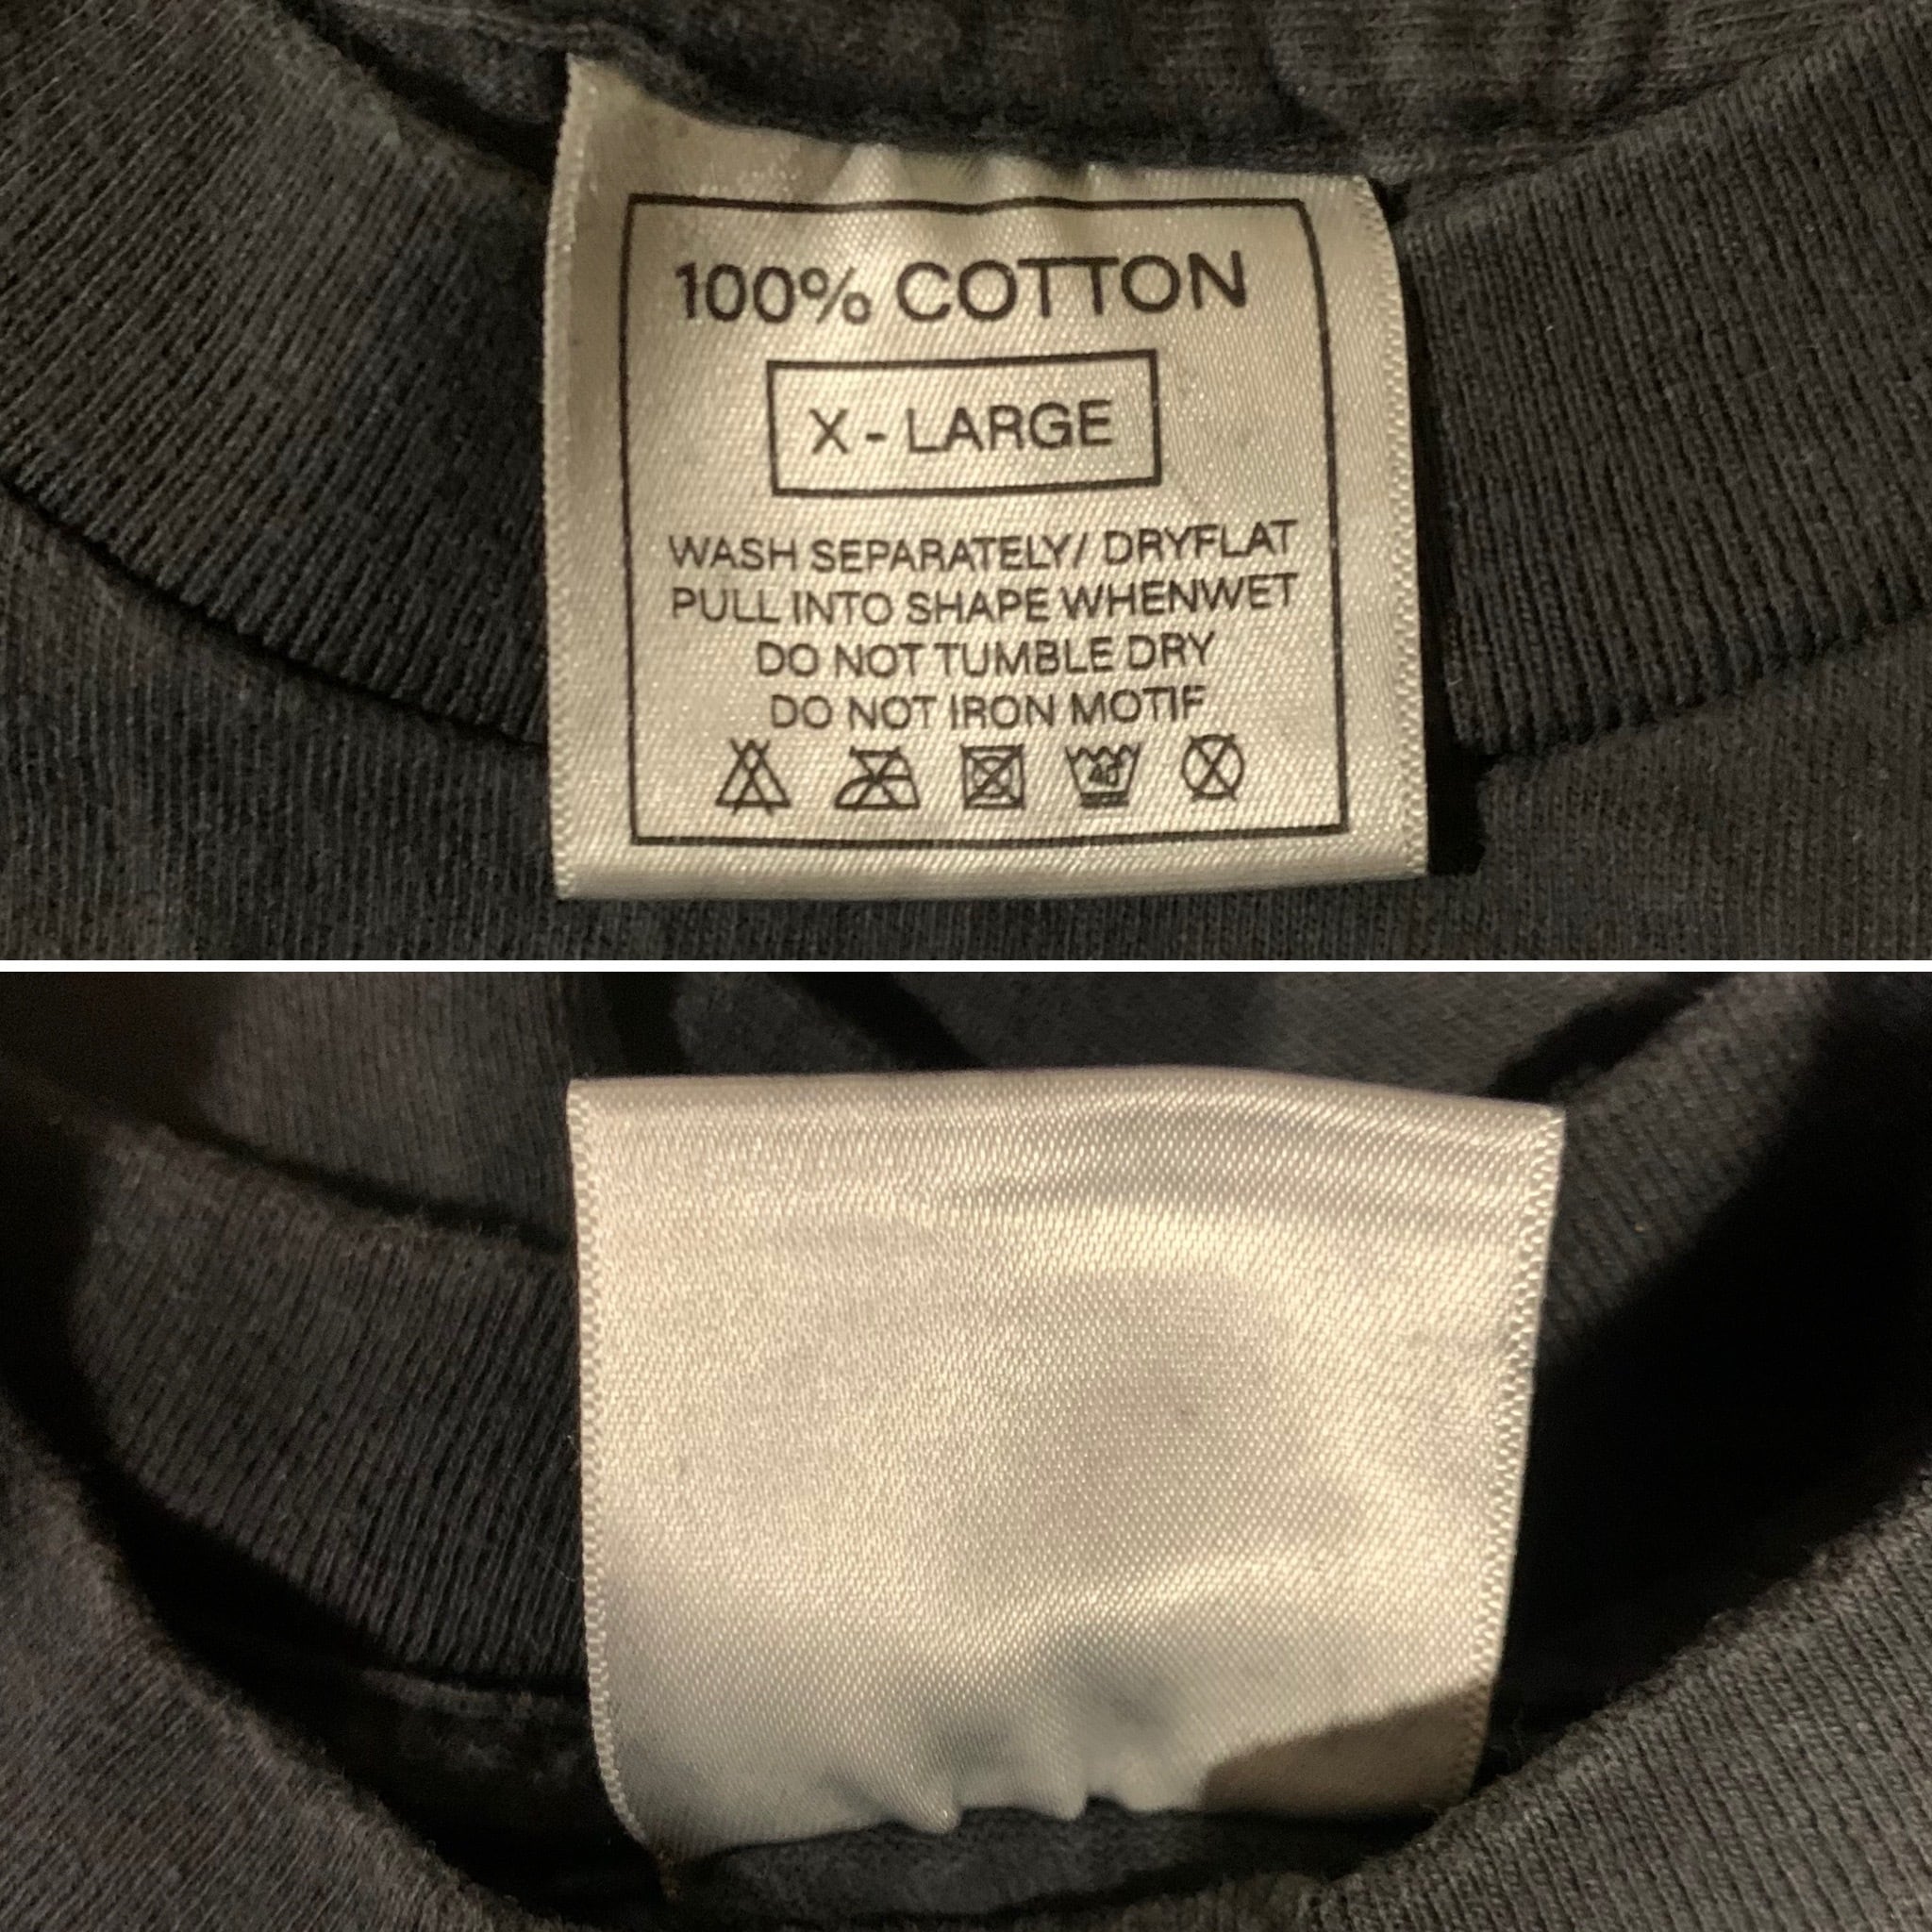 100% COTTON
X - LARGE
WASH SEPARATELY/ DRYFLAT
PULL INTO SHAPE WHENWET
DO NOT TUMBLE DRY
DO NOT IRON MOTIF
40°